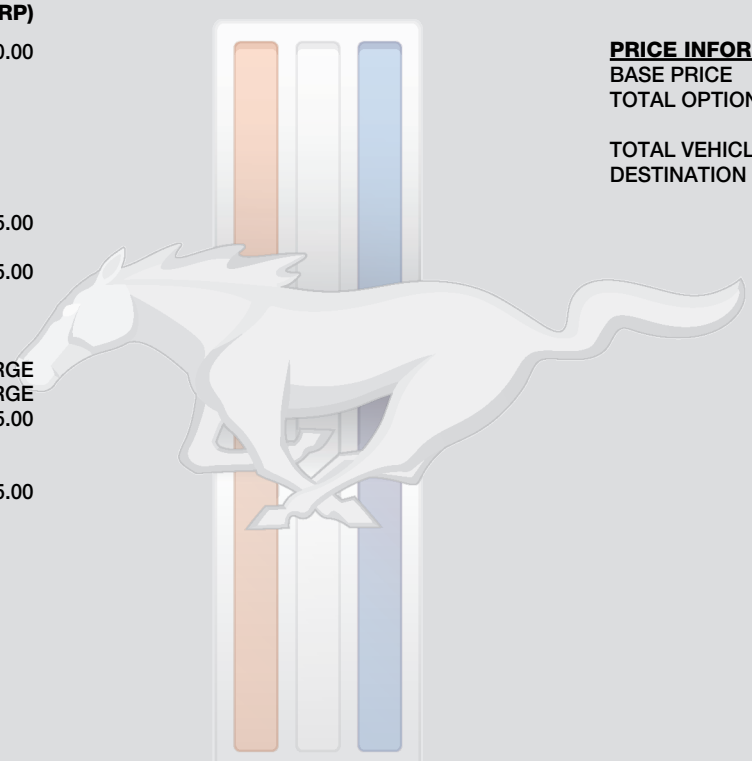 RP)
0.00
5.00
5.00
RGE
RGE
5.00
5.00
PRICE INFOR
BASE PRICE
TOTAL OPTION
TOTAL VEHICL
DESTINATION